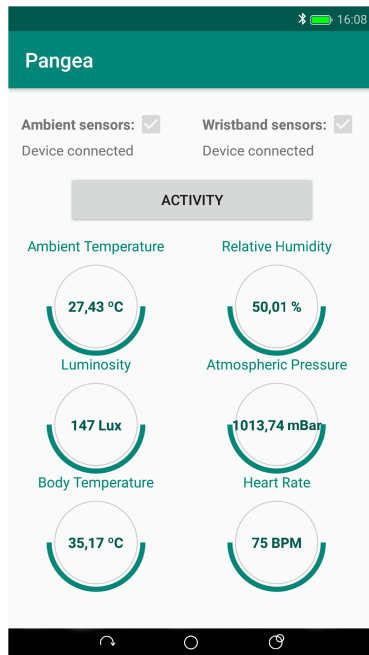 16:08
Pangea
Ambient sensors: Wristband sensors:
Device connected Device connected
ACTIVITY
Ambient Temperature Relative Humidity
27,43 ºC 50,01 %
Luminosity Atmospheric Pressure
147 Lux 1013,74 mBar
Body Temperature Heart Rate
35,17 ºC 75 BPM